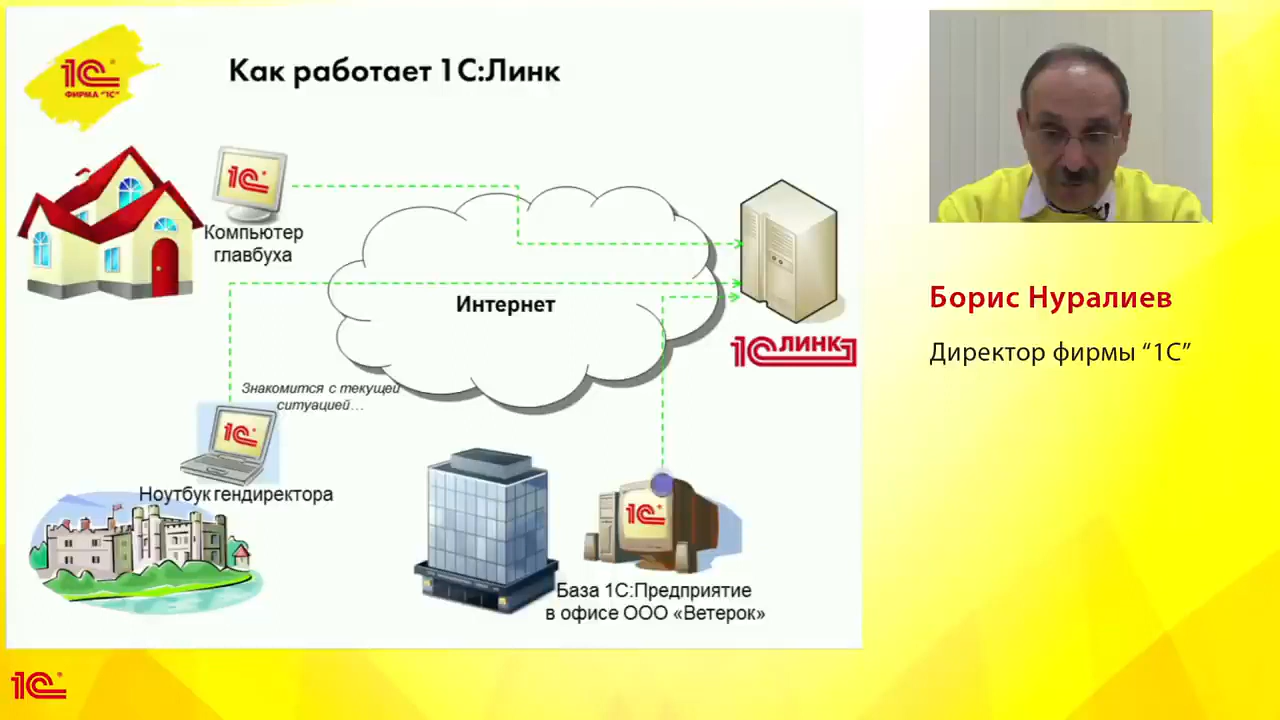 1С
ФИРМА "1С"
Как работает 1С:Линк
1С
Компьютер
главбуха
Интернет
1С ЛИНК
Знакомится с текущей
ситуацией...
1С
Ноутбук гендиректора
1С
База 1С:Предприятие
в офисе ООО «Ветерок»
Борис Нуралиев
Директор фирмы “1С”
1С